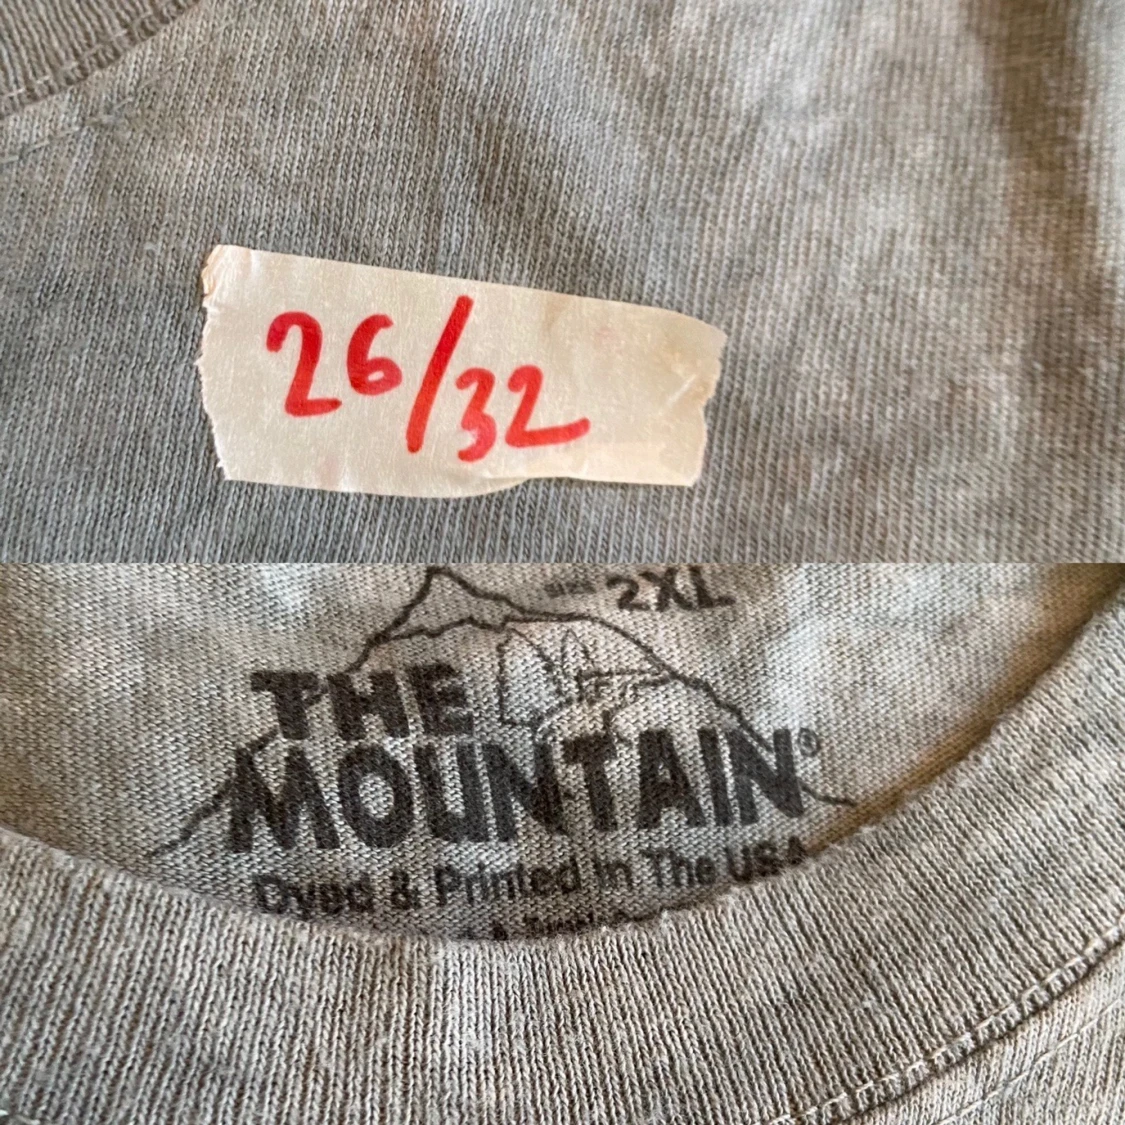 26/32
2XL
THE
MOUNTAIN®
Dyed & Printed In The USA